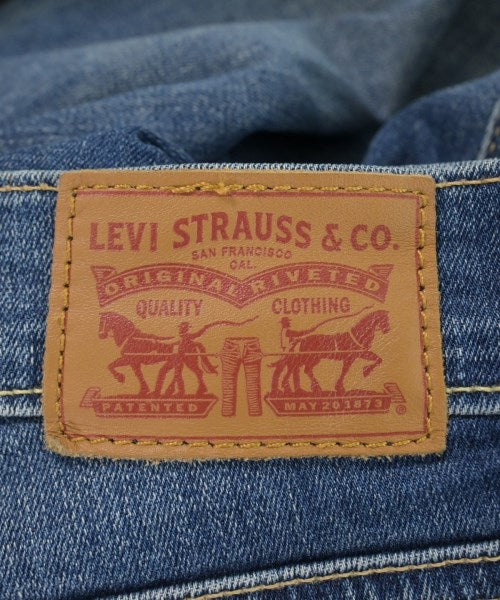 LEVI STRAUSS & CO.
SAN FRANCISCO
CAL.
ORIGINAL RIVETED
QUALITY CLOTHING
PATENTED MAY 20 1873 ®